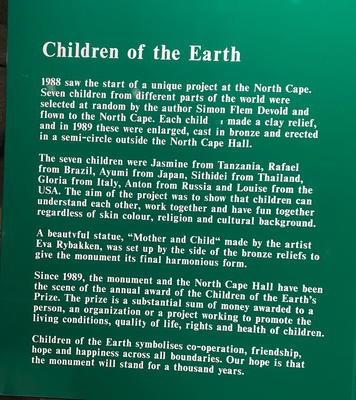 Children of the Earth
1988 saw the start of a unique project at the North Cape.
Seven children from different parts of the world were
selected at random by the author Simon Flem Devold and
flown to the North Cape. Each child made a clay relief,
and in 1989 these were enlarged, cast in bronze and erected
in a semi-circle outside the North Cape Hall.
The seven children were Jasmine from Tanzania, Rafael
from Brazil, Ayumi from Japan, Sithidei from Thailand,
Gloria from Italy, Anton from Russia and Louise from the
USA. The aim of the project was to show that children can
understand each other, work together and have fun together
regardless of skin colour, religion and cultural background.
A beautyful statue, "Mother and Child" made by the artist
Eva Rybakken, was set up by the side of the bronze reliefs to
give the monument its final harmonious form.
Since 1989, the monument and the North Cape Hall have been
the scene of the annual award of the Children of the Earth's
Prize. The prize is a substantial sum of money awarded to a
person, an organization or a project working to promote the
living conditions, quality of life, rights and health of children.
Children of the Earth symbolises co-operation, friendship,
hope and happiness across all boundaries. Our hope is that
the monument will stand for a thousand years.